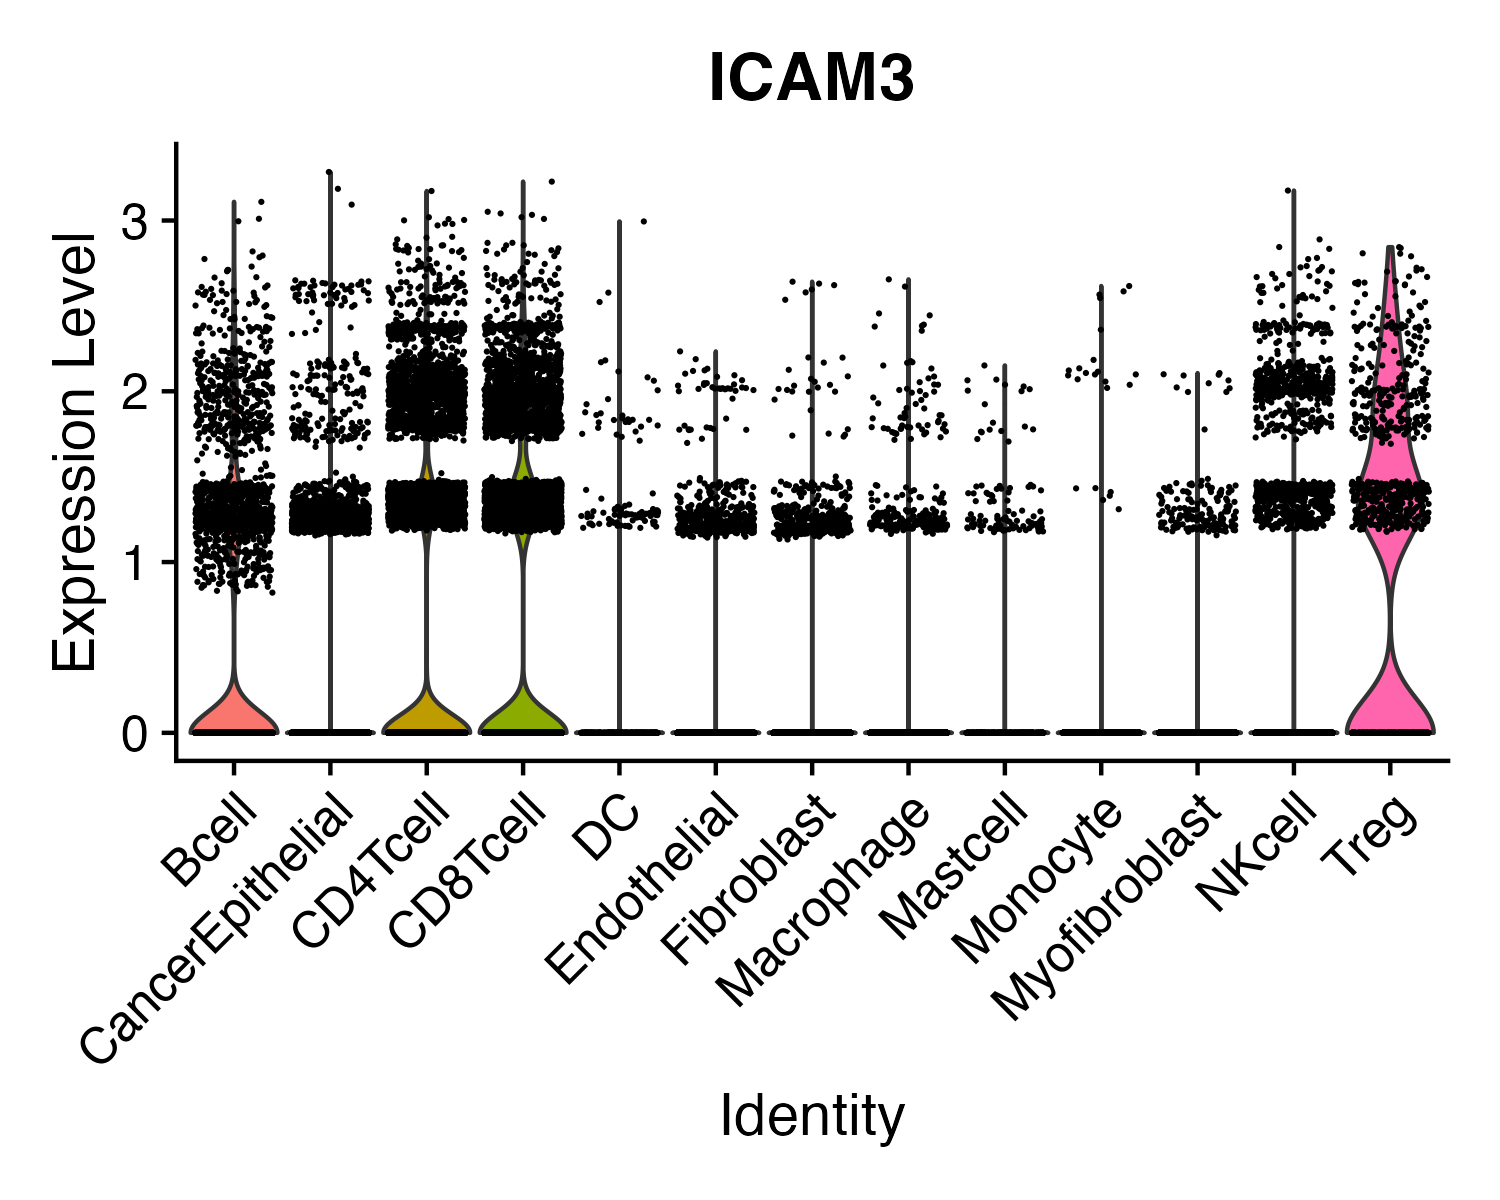 ICAM3
Expression Level
3
2
1
0
Bcell
CancerEpithelial
CD4Tcell
CD8Tcell
DC
Endothelial
Fibroblast
Macrophage
Mastcell
Monocyte
Myofibroblast
NKcell
Treg
Identity